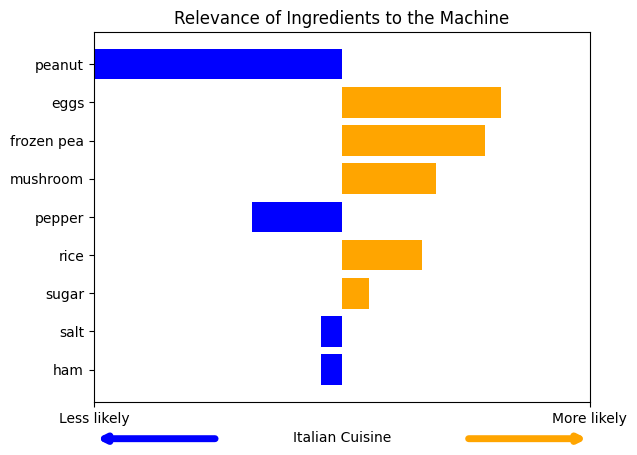 Relevance of Ingredients to the Machine
peanut
eggs
frozen pea
mushroom
pepper
rice
sugar
salt
ham
Less likely
More likely
Italian Cuisine